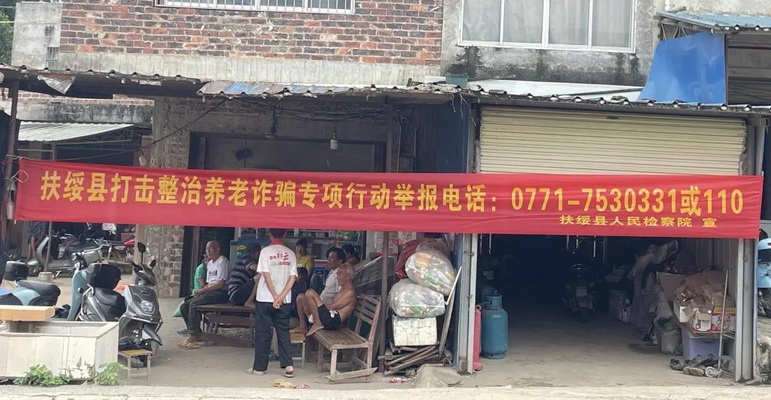 扶绥县打击整治养老诈骗专项行动举报电话：0771-7530331或110
扶绥县人民检察院 宣